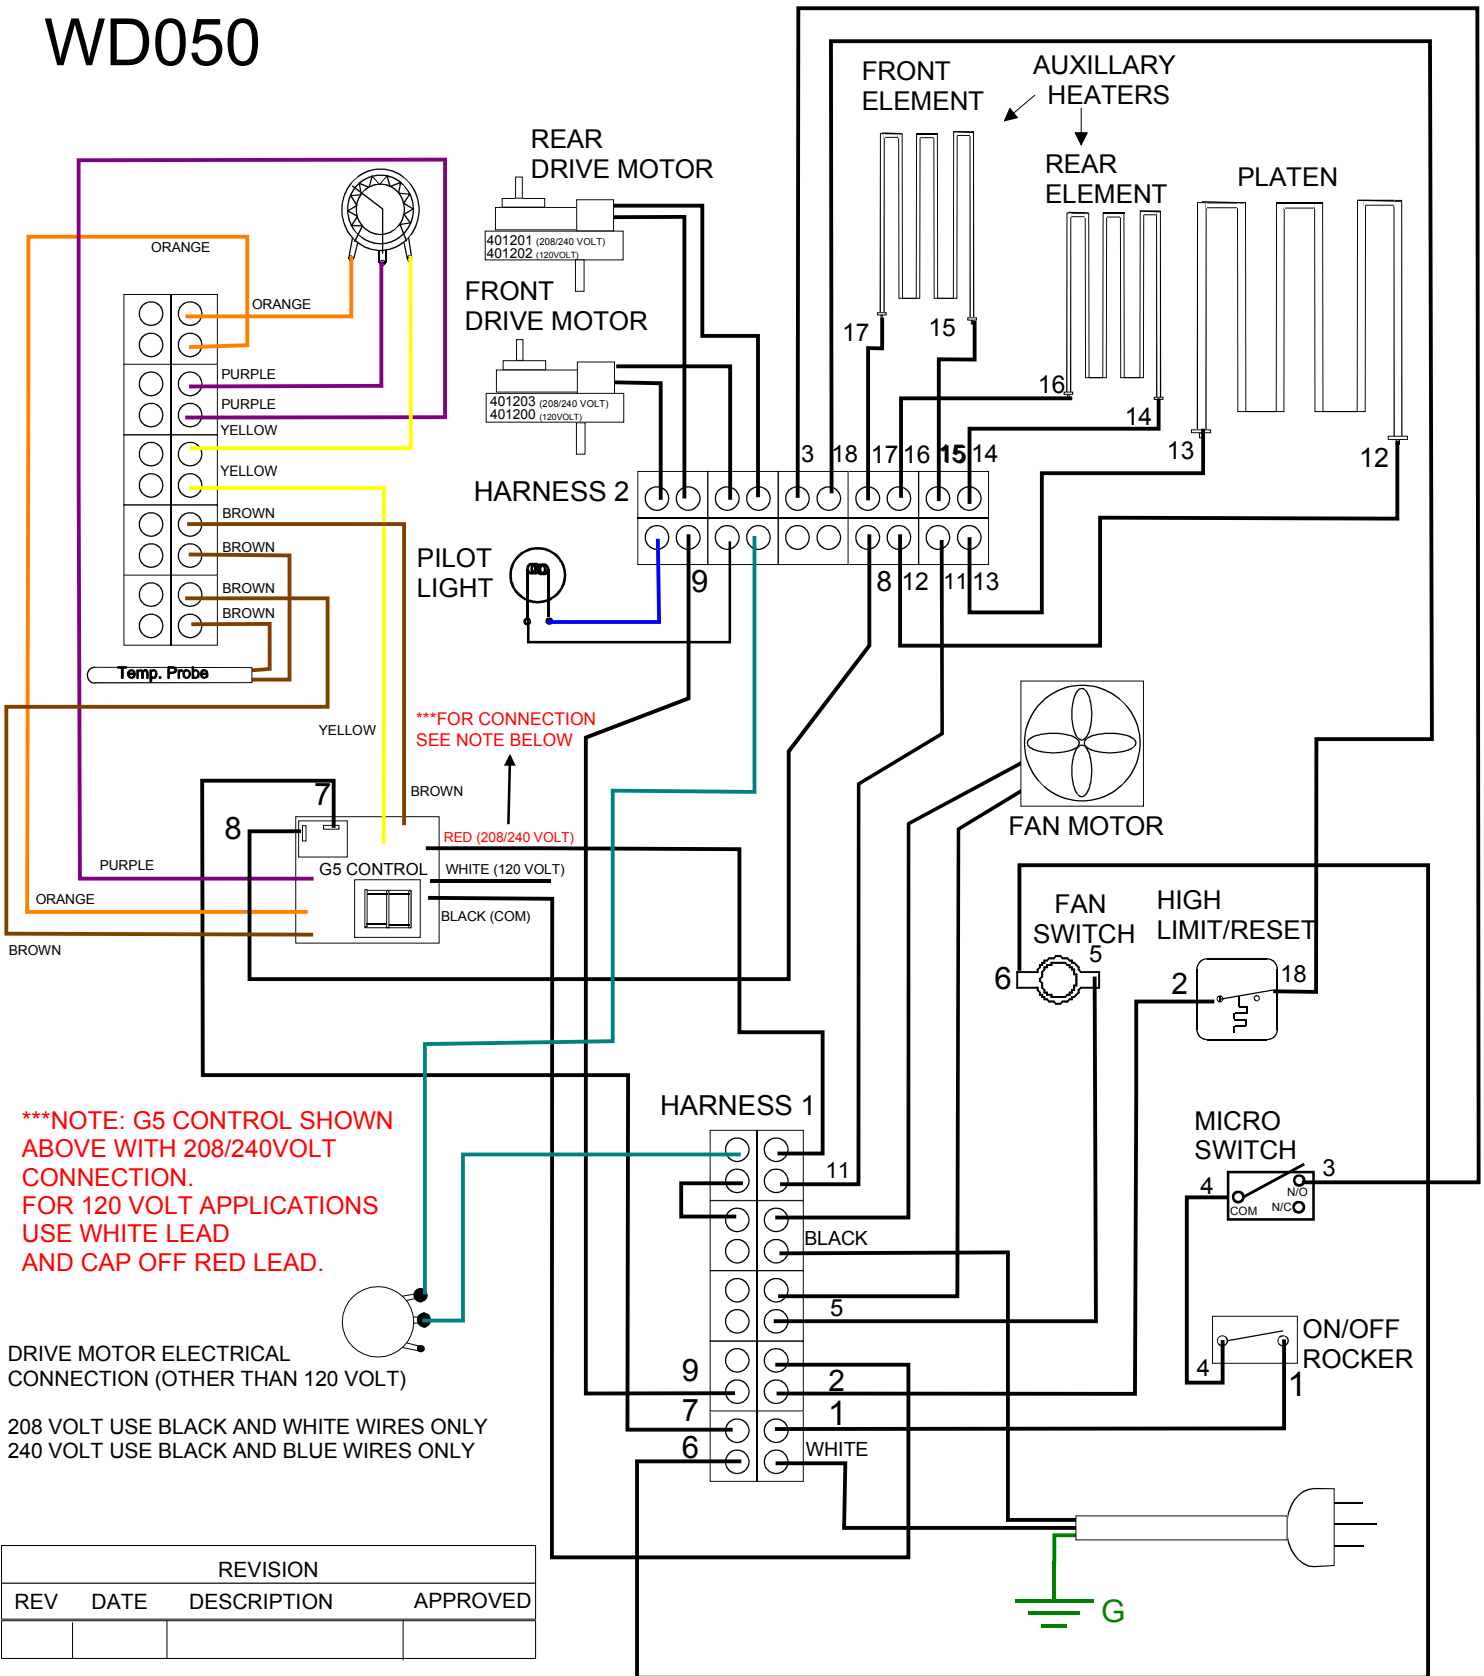 WD050
FRONT
ELEMENT
AUXILLARY
HEATERS
REAR
DRIVE MOTOR
REAR
ELEMENT
PLATEN
401201 (208/240 VOLT)
401202 (120VOLT)
ORANGE
ORANGE
FRONT
DRIVE MOTOR
17
15
PURPLE
16
401203 (208/240 VOLT)
401200 (120VOLT)
PURPLE
14
YELLOW
13
12
3
18
17
16
15
14
YELLOW
HARNESS 2
BROWN
BROWN
PILOT
LIGHT
9
8
12
11
13
BROWN
BROWN
Temp. Probe
***FOR CONNECTION
SEE NOTE BELOW
YELLOW
BROWN
7
8
FAN MOTOR
RED (208/240 VOLT)
PURPLE
G5 CONTROL
WHITE (120 VOLT)
ORANGE
BLACK (COM)
BROWN
FAN
SWITCH
HIGH
LIMIT/RESET
5
6
2
18
***NOTE: G5 CONTROL SHOWN
ABOVE WITH 208/240VOLT
CONNECTION.
FOR 120 VOLT APPLICATIONS
USE WHITE LEAD
AND CAP OFF RED LEAD.
HARNESS 1
MICRO
SWITCH
11
4
3
COM
N/O
N/C
BLACK
5
ON/OFF
ROCKER
4
1
DRIVE MOTOR ELECTRICAL
CONNECTION (OTHER THAN 120 VOLT)
9
2
7
1
208 VOLT USE BLACK AND WHITE WIRES ONLY
240 VOLT USE BLACK AND BLUE WIRES ONLY
6
WHITE
G
REVISION
REV DATE DESCRIPTION APPROVED